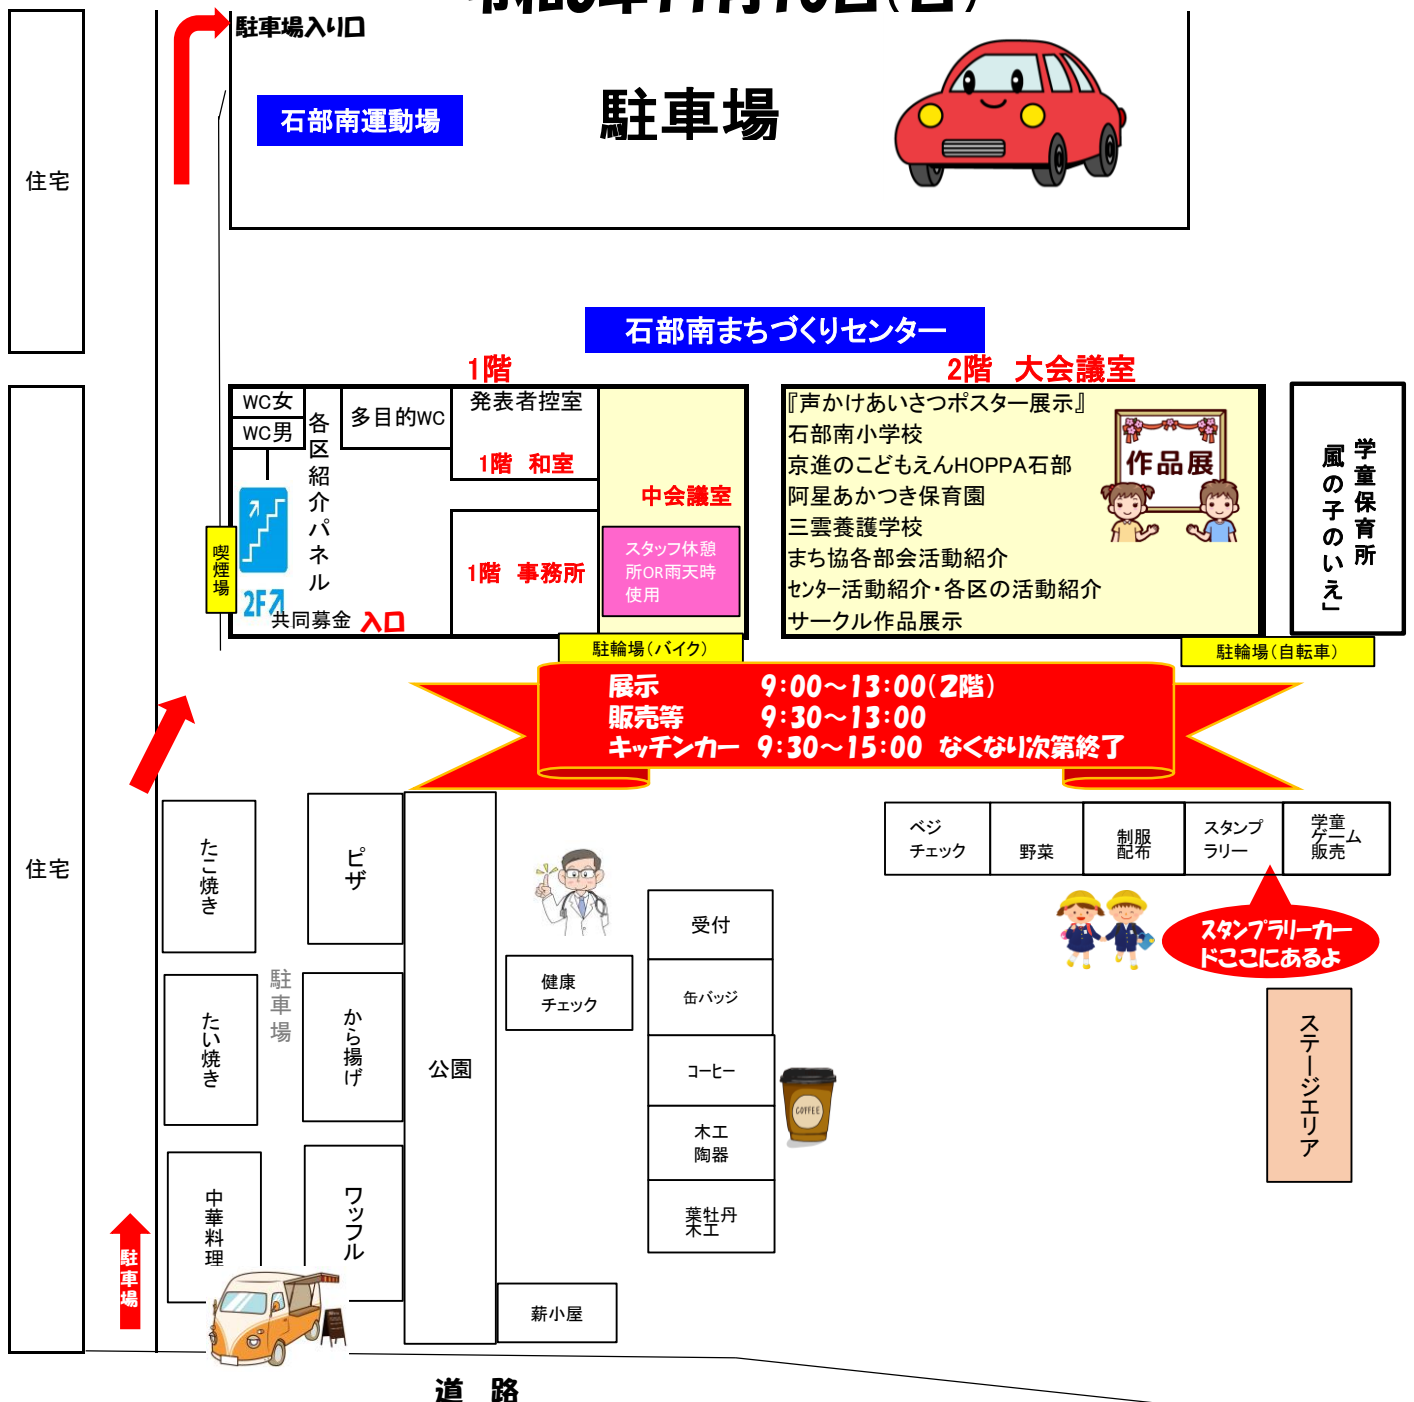 駐車場入り口
石部南運動場
駐車場
住宅
石部南まちづくりセンター
1階
2階　大会議室
WC女
WC男
各区紹介パネル
多目的WC
発表者控室
1階　和室
中会議室
1階　事務所
スタッフ休憩
所OR雨天時
使用
喫煙場
2F
共同募金
入口
『声かけあいさつポスター展示』
石部南小学校
京進のこどもえんHOPPA石部
阿星あかつき保育園
三雲養護学校
まち協各部会活動紹介
センター活動紹介・各区の活動紹介
サークル作品展示
作品展
学童保育所
「風の子のいえ」
駐輪場(バイク)
駐輪場(自転車)
展示　9:00～13:00(2階)
販売等　9:30～13:00
キッチンカー　9:30～15:00　なくなり次第終了
住宅
たこ焼き
ピザ
たい焼き
駐車場
から揚げ
中華料理
ワッフル
駐車場
公園
健康
チェック
受付
缶バッジ
コーヒー
COFFEE
木工
陶器
葉牡丹
木工
薪小屋
ベジ
チェック
野菜
制服
配布
スタンプ
ラリー
学童
ゲーム
販売
スタンプラリーカー
ドここにあるよ
ステージエリア
道　路